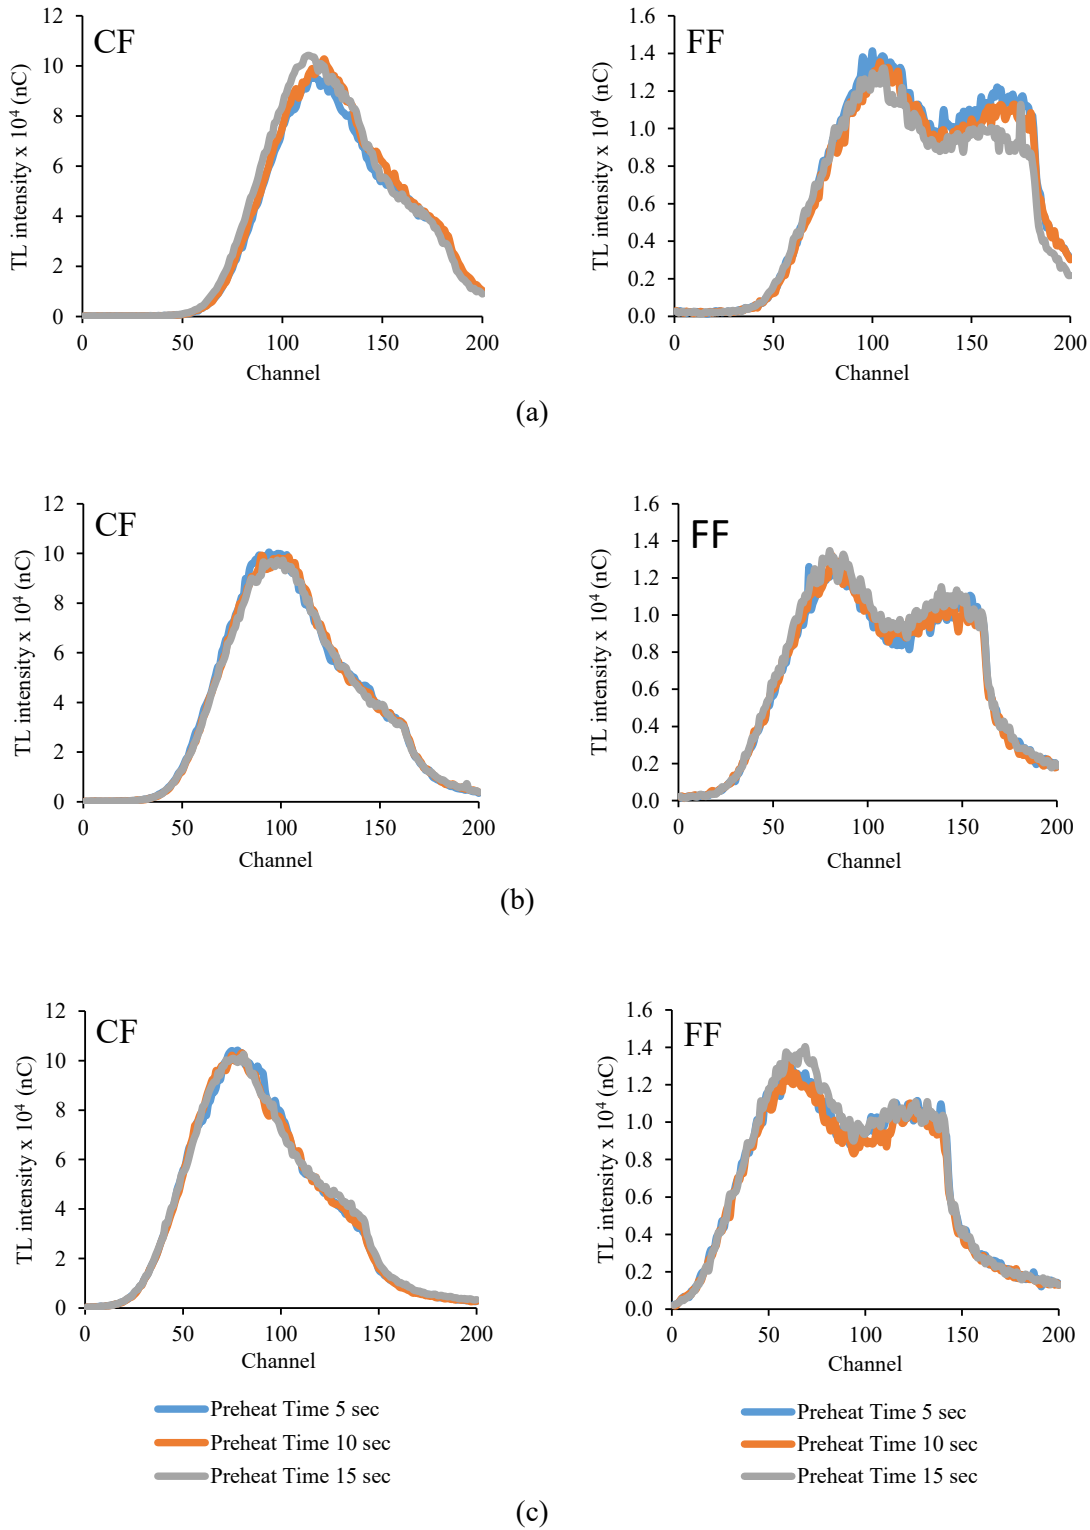 CF
TL intensity x 10⁴ (nC)
12
10
8
6
4
2
0
0 50 100 150 200
Channel
FF
TL intensity x 10⁴ (nC)
1.6
1.4
1.2
1.0
0.8
0.6
0.4
0.2
0.0
0 50 100 150 200
Channel
(a)
CF
TL intensity x 10⁴ (nC)
12
10
8
6
4
2
0
0 50 100 150 200
Channel
FF
TL intensity x 10⁴ (nC)
1.6
1.4
1.2
1.0
0.8
0.6
0.4
0.2
0.0
0 50 100 150 200
Channel
(b)
CF
TL intensity x 10⁴ (nC)
12
10
8
6
4
2
0
0 50 100 150 200
Channel
Preheat Time 5 sec
Preheat Time 10 sec
Preheat Time 15 sec
FF
TL intensity x 10⁴ (nC)
1.6
1.4
1.2
1.0
0.8
0.6
0.4
0.2
0.0
0 50 100 150 200
Channel
Preheat Time 5 sec
Preheat Time 10 sec
Preheat Time 15 sec
(c)